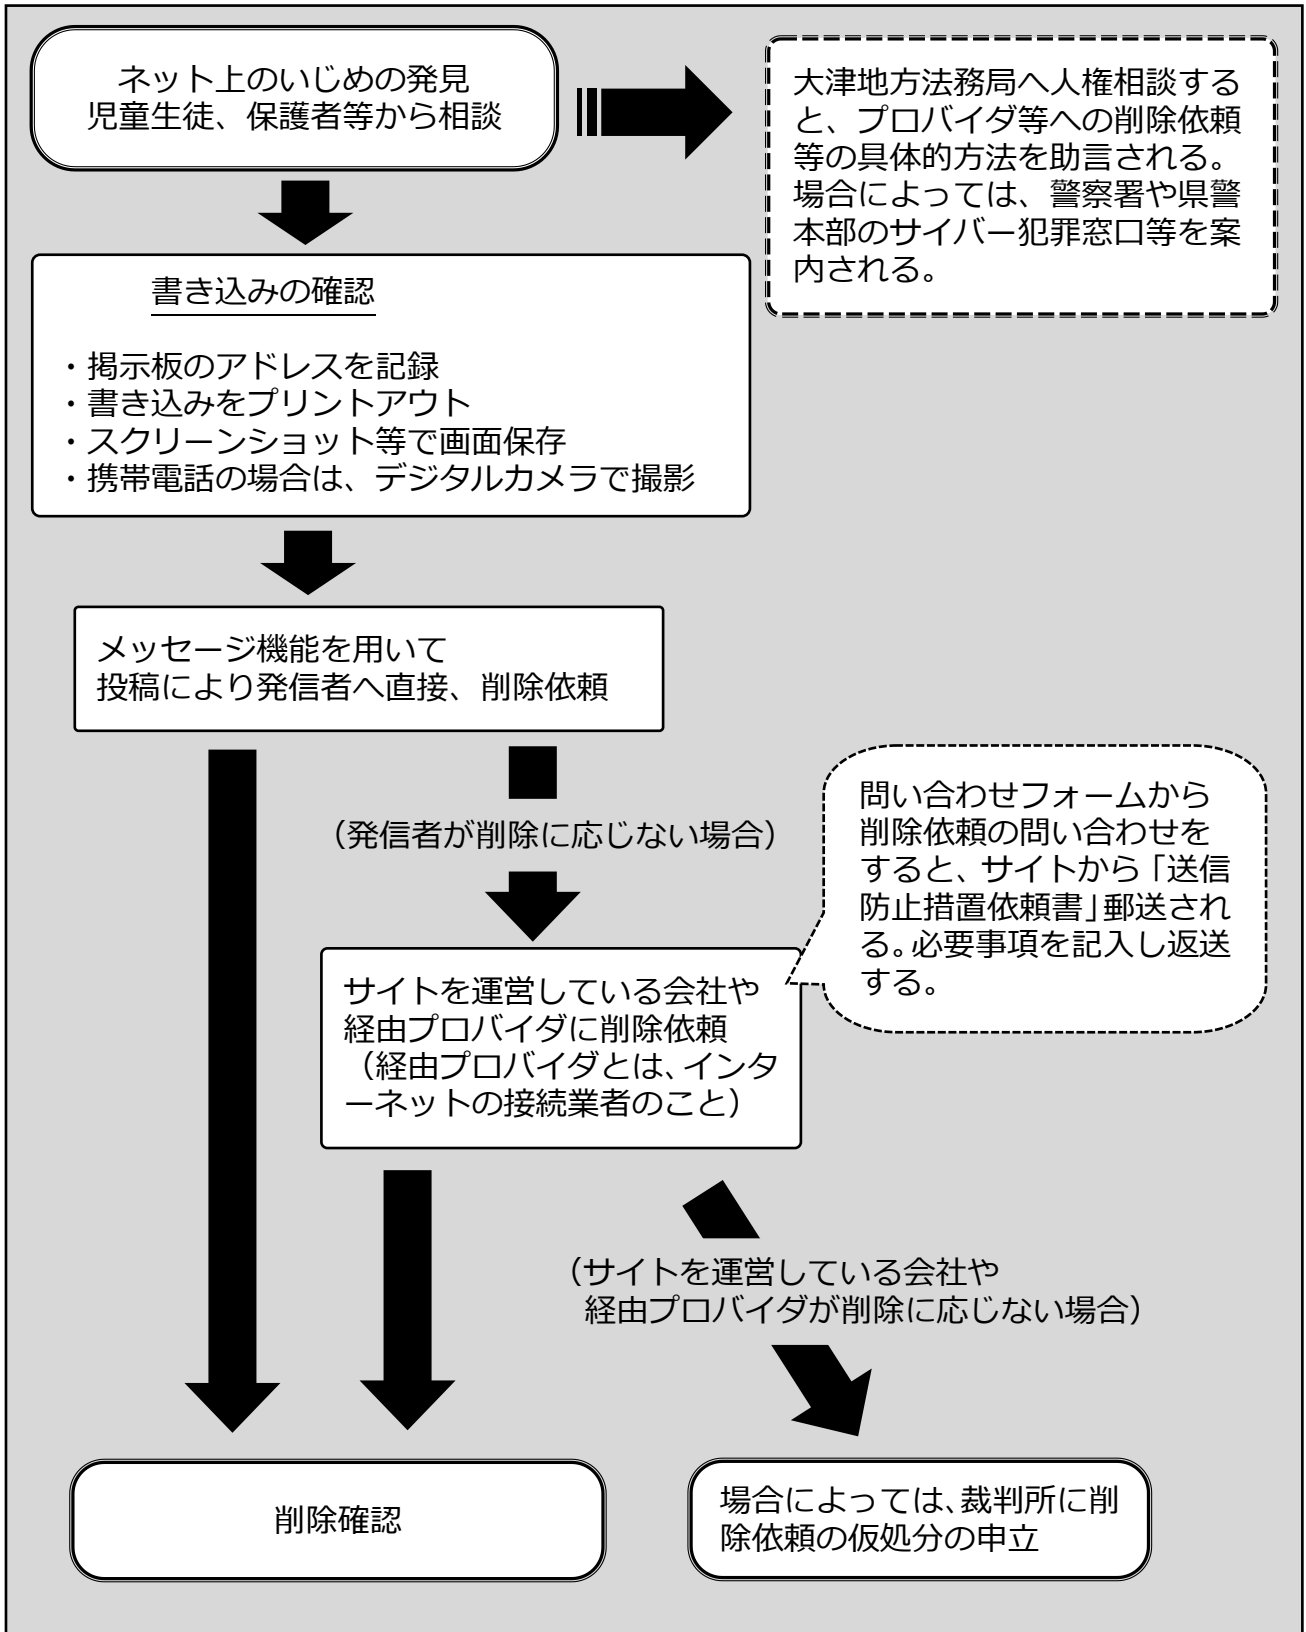 ネット上のいじめの発見
児童生徒、保護者等から相談
大津地方法務局へ人権相談する
と、プロバイダ等への削除依頼
等の具体的方法を助言される。
場合によっては、警察署や県警
本部のサイバー犯罪窓口等を案
内される。
書き込みの確認
・掲示板のアドレスを記録
・書き込みをプリントアウト
・スクリーンショット等で画面保存
・携帯電話の場合は、デジタルカメラで撮影
メッセージ機能を用いて
投稿により発信者へ直接、削除依頼
（発信者が削除に応じない場合）
問い合わせフォームから
削除依頼の問い合わせを
すると、サイトから「送信
防止措置依頼書」郵送され
る。必要事項を記入し返送
する。
サイトを運営している会社や
経由プロバイダに削除依頼
（経由プロバイダとは、インタ
ーネットの接続業者のこと）
（サイトを運営している会社や
経由プロバイダが削除に応じない場合）
削除確認
場合によっては、裁判所に削
除依頼の仮処分の申立